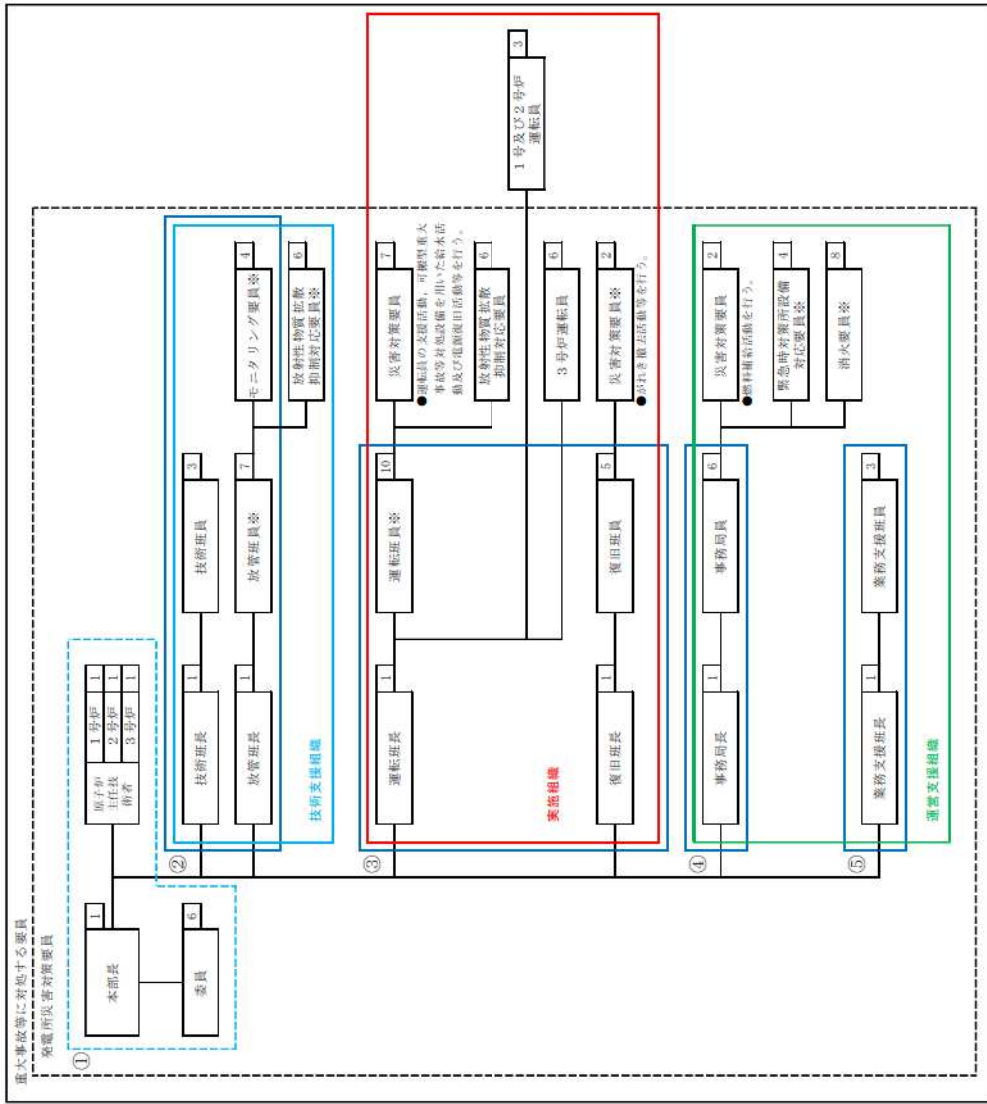 重大事故等に対処する要員
発電所災害対策要員
①
本部長
1
委員
6
原子炉
主任技
術者
1号炉
1
2号炉
1
3号炉
1
②
技術班長
1
技術班員
3
放管班長
1
放管班員※
7
モニタリング要員※
4
放射性物質拡散
抑制対応要員※
6
技術支援組織
③
運転班長
1
運転班員※
10
災害対策要員
7
●運転員の支援活動，可搬型重大
事故等対処設備を用いた給水活
動及び電源復旧活動等を行う。
放射性物質拡散
抑制対応要員
6
3号炉運転員
6
1号及び2号炉
運転員
3
復旧班長
1
復旧班員
5
災害対策要員※
2
●がれき撤去活動等を行う。
実施組織
④
事務局長
1
事務局員
6
災害対策要員
2
●燃料補給活動を行う。
緊急時対策所設備
対応要員※
4
消火要員※
8
⑤
業務支援班長
1
業務支援班員
3
運営支援組織